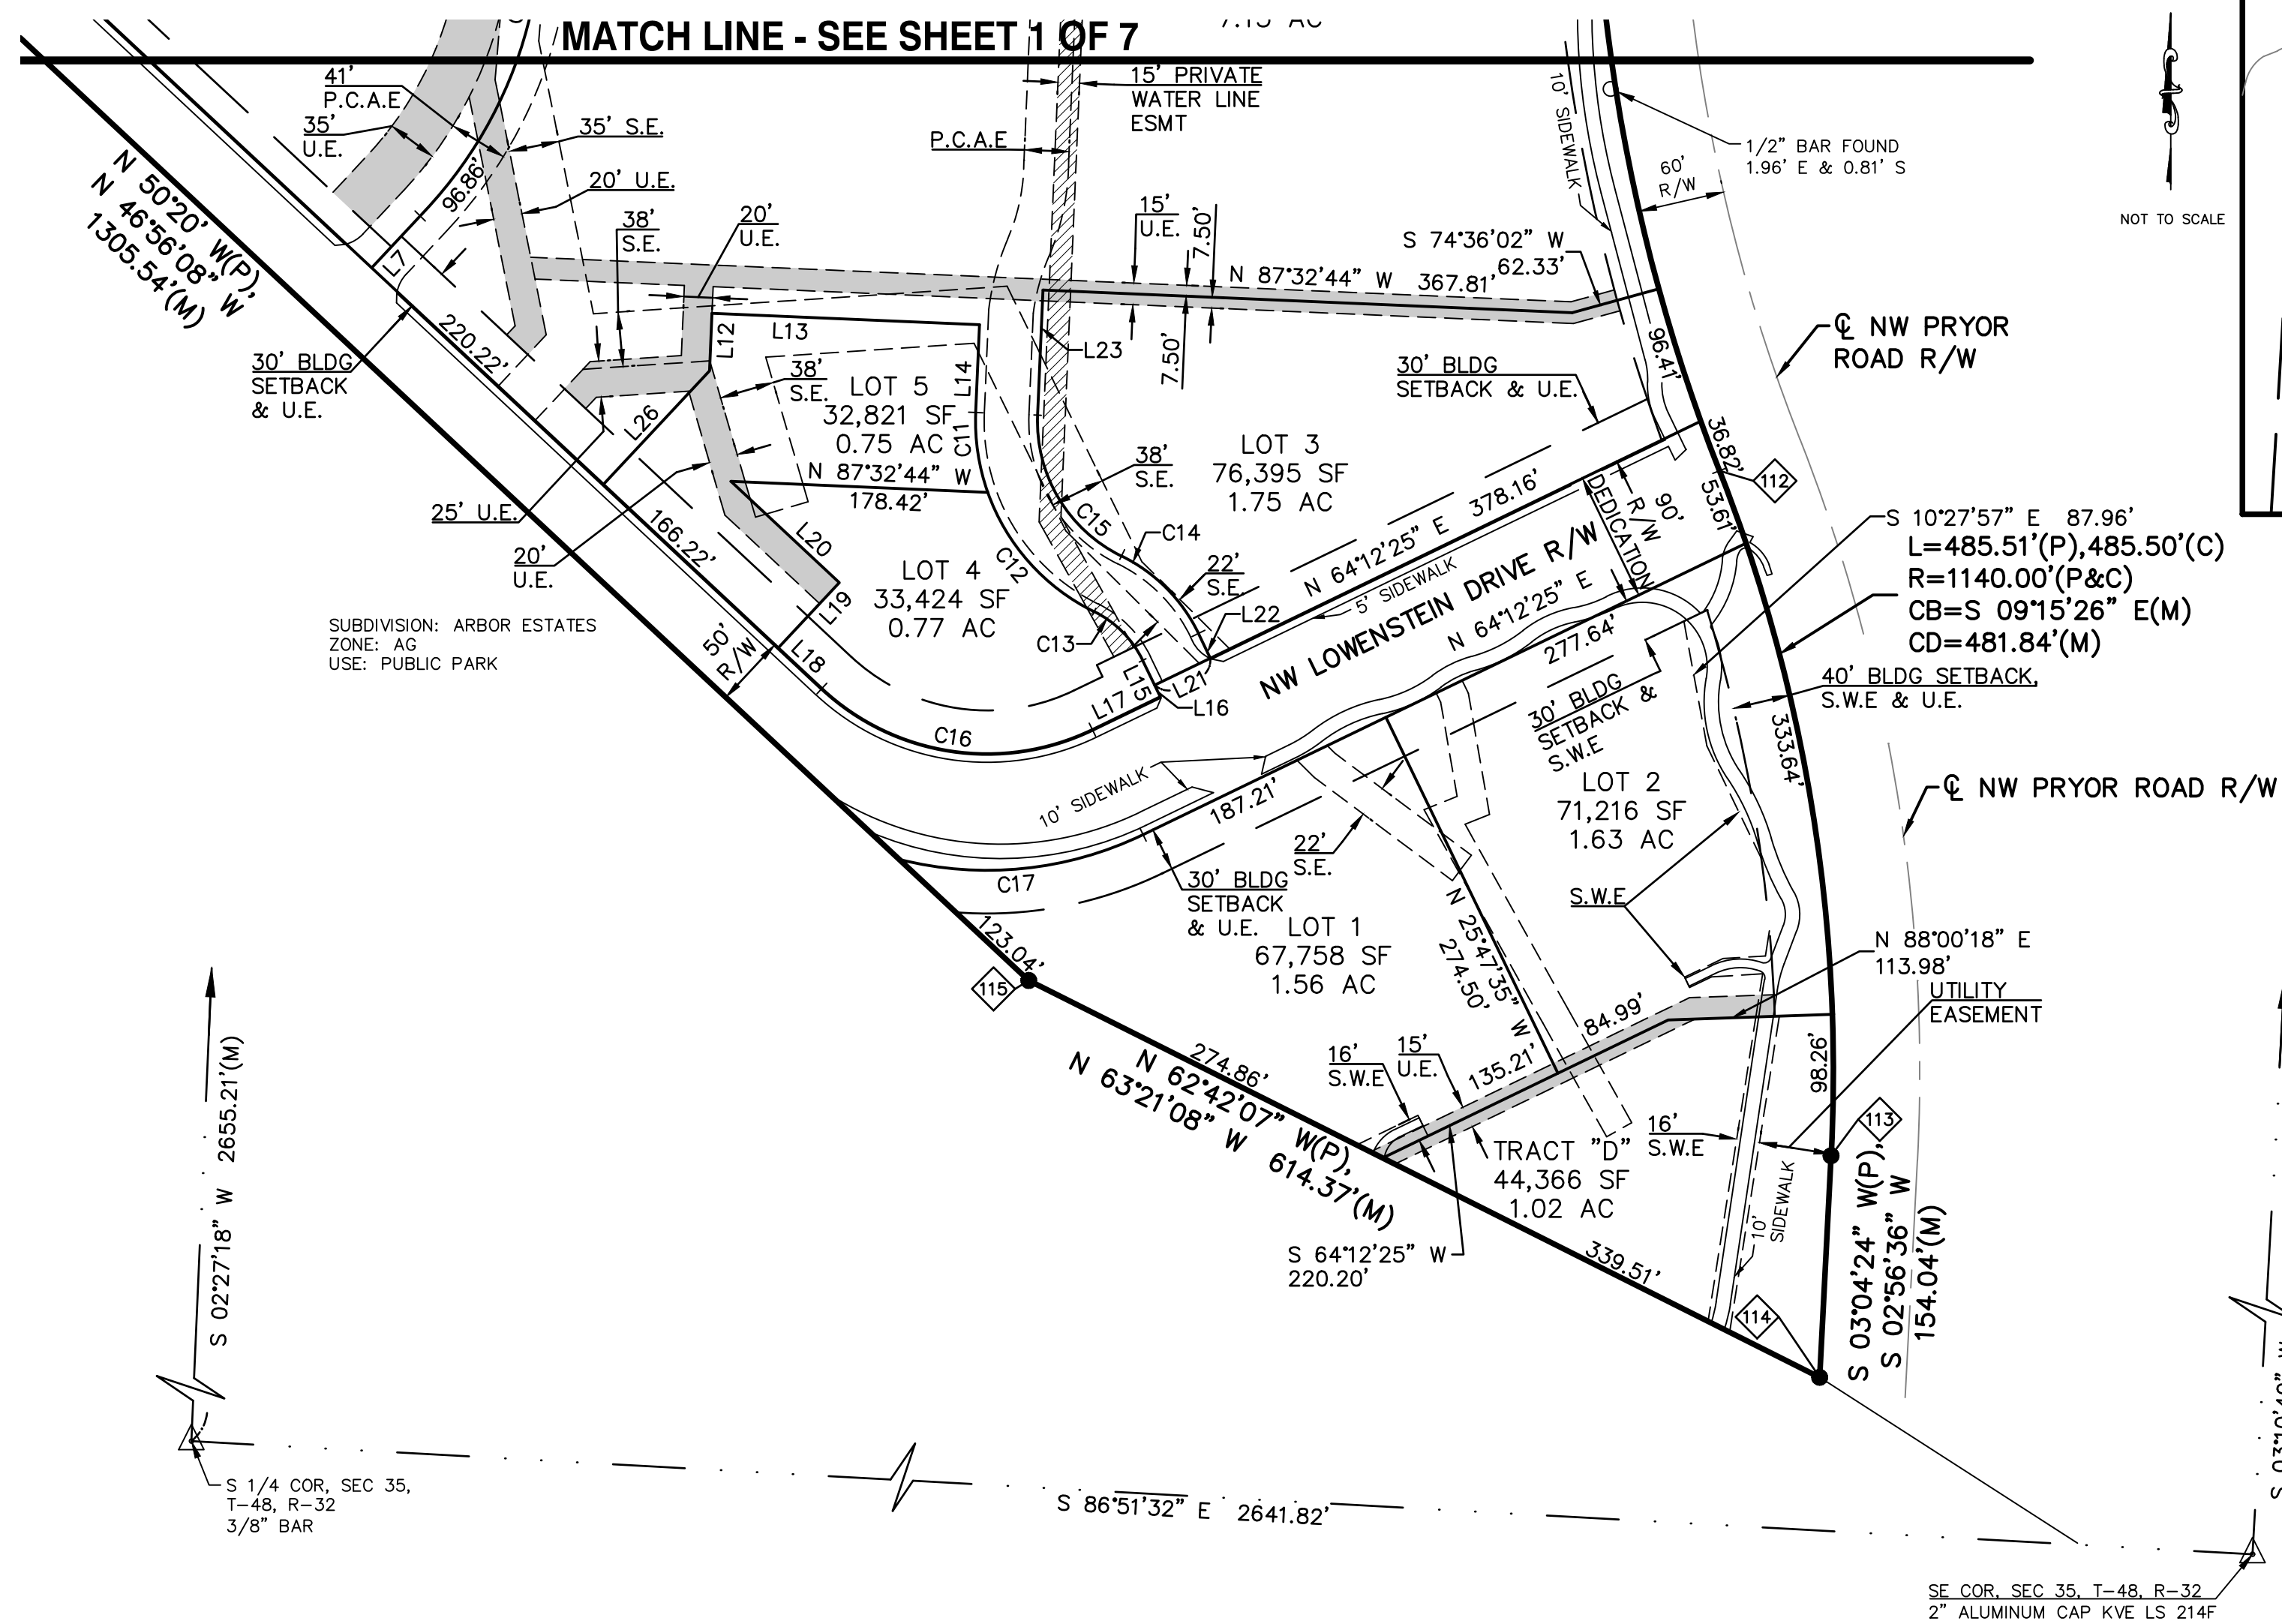 7.15 AC
MATCH LINE - SEE SHEET 1 OF 7
41'
P.C.A.E
35'
U.E.
35' S.E.
20' U.E.
96.86'
15' PRIVATE
WATER LINE
ESMT
P.C.A.E
10' SIDEWALK
1/2" BAR FOUND
1.96' E & 0.81' S
60'
R/W
NOT TO SCALE
N 50°20' W(P),
N 46°56'08" W
1305.54'(M)
L7
38'
S.E.
20'
U.E.
15'
U.E.
7.50'
7.50'
S 74°36'02" W
62.33'
N 87°32'44" W 367.81'
℄ NW PRYOR
ROAD R/W
220.22'
30' BLDG
SETBACK
& U.E.
L12
L13
L14
L23
96.41'
38'
S.E.
LOT 5
32,821 SF
0.75 AC
C11
30' BLDG
SETBACK & U.E.
L26
N 87°32'44" W
178.42'
38'
S.E.
LOT 3
76,395 SF
1.75 AC
36.82'
112
53.61'
25' U.E.
166.22'
20'
U.E.
L20
C12
C15
C14
N 64°12'25" E 378.16'
90'
R/W
DEDICATION
S 10°27'57" E 87.96'
L=485.51'(P),485.50'(C)
R=1140.00'(P&C)
CB=S 09°15'26" E(M)
CD=481.84'(M)
LOT 4
33,424 SF
0.77 AC
22'
S.E.
L22
5' SIDEWALK
NW LOWENSTEIN DRIVE R/W
N 64°12'25" E
277.64'
SUBDIVISION: ARBOR ESTATES
ZONE: AG
USE: PUBLIC PARK
50'
R/W
L19
L18
C13
L15
L21
L16
L17
C16
30' BLDG
SETBACK &
S.W.E
40' BLDG SETBACK,
S.W.E & U.E.
333.64'
10' SIDEWALK
187.21'
LOT 2
71,216 SF
1.63 AC
℄ NW PRYOR ROAD R/W
22'
S.E.
C17
30' BLDG
SETBACK
& U.E.
LOT 1
67,758 SF
1.56 AC
S.W.E
N 25°47'35" W
274.50'
N 88°00'18" E
113.98'
UTILITY
EASEMENT
123.04'
115
84.99'
98.26'
274.86'
N 62°42'07" W(P),
N 63°21'08" W 614.37'(M)
16'
S.W.E
15'
U.E.
135.21'
113
TRACT "D"
44,366 SF
1.02 AC
16'
S.W.E
10'
SIDEWALK
S 03°04'24" W(P),
S 02°56'36" W
154.04'(M)
S 64°12'25" W
220.20'
339.51'
114
S 02°27'18" W 2655.21'(M)
S 1/4 COR, SEC 35,
T-48, R-32
3/8" BAR
S 86°51'32" E 2641.82'
SE COR, SEC 35, T-48, R-32
2" ALUMINUM CAP KVE LS 214F